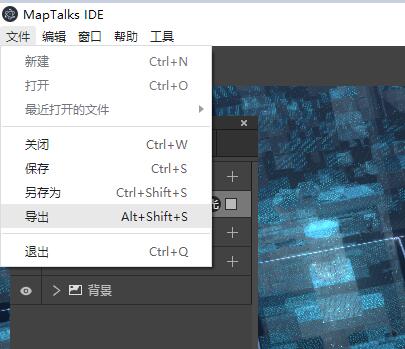 MapTalks IDE
文件 编辑 窗口 帮助 工具
新建 Ctrl+N
打开 Ctrl+O
最近打开的文件
关闭 Ctrl+W
保存 Ctrl+S
另存为 Ctrl+Shift+S
导出 Alt+Shift+S
退出 Ctrl+Q
背景